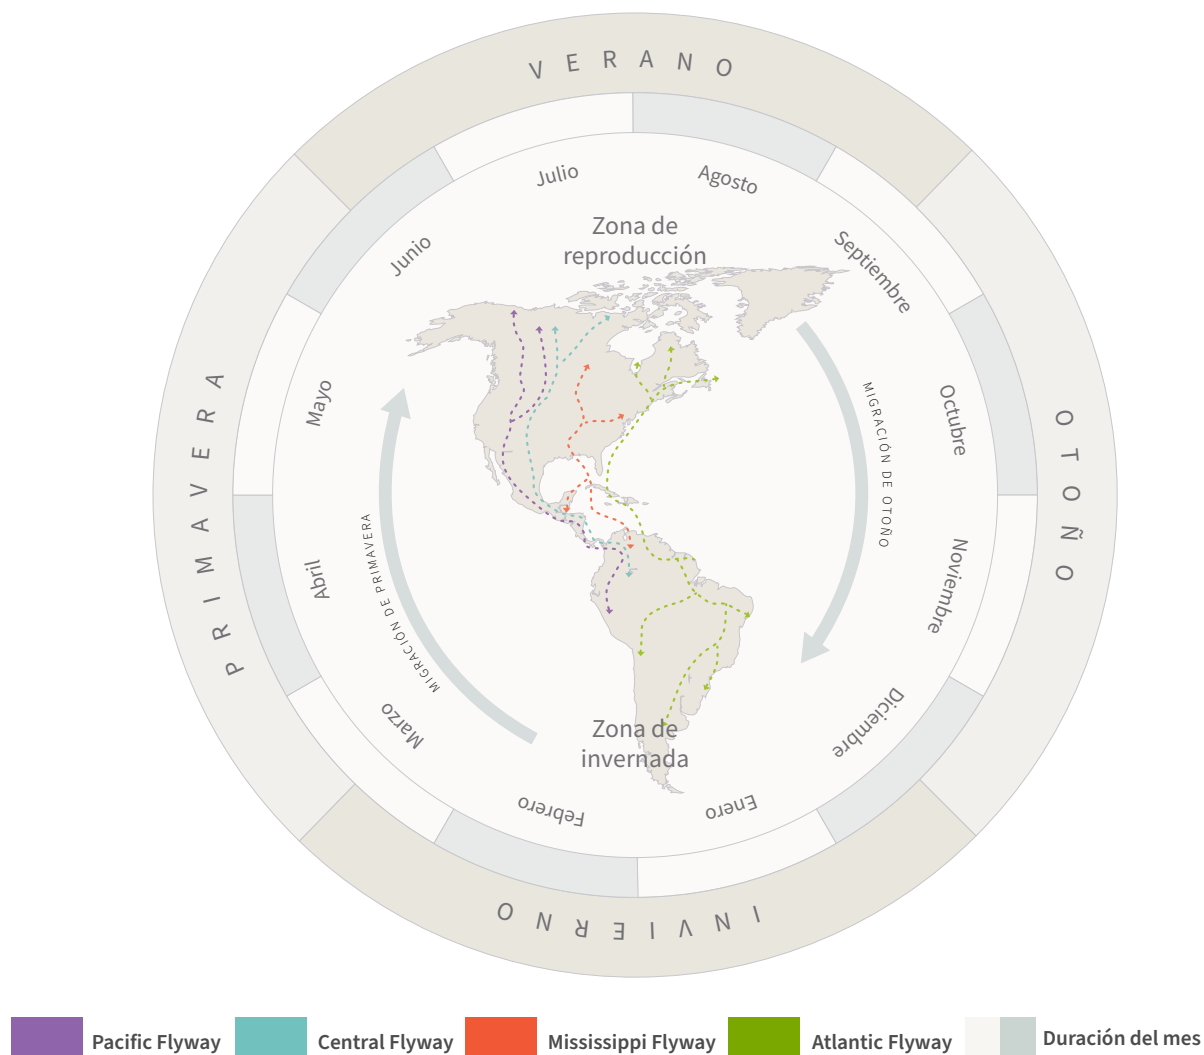 VERANO
Julio
Agosto
Junio
Septiembre
Zona de
reproducción
Mayo
Octubre
PRIMAVERA
OTOÑO
MIGRACIÓN DE OTOÑO
MIGRACIÓN DE PRIMAVERA
Abril
Noviembre
Marzo
Diciembre
Zona de
invernada
Febrero
Enero
INVIERNO
Pacific Flyway
Central Flyway
Mississippi Flyway
Atlantic Flyway
Duración del mes